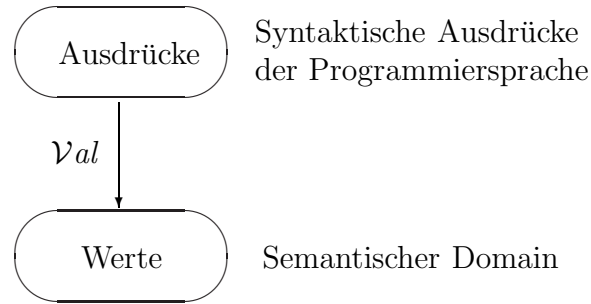 Ausdrücke
Syntaktische Ausdrücke
der Programmiersprache
𝒱al
Werte
Semantischer Domain